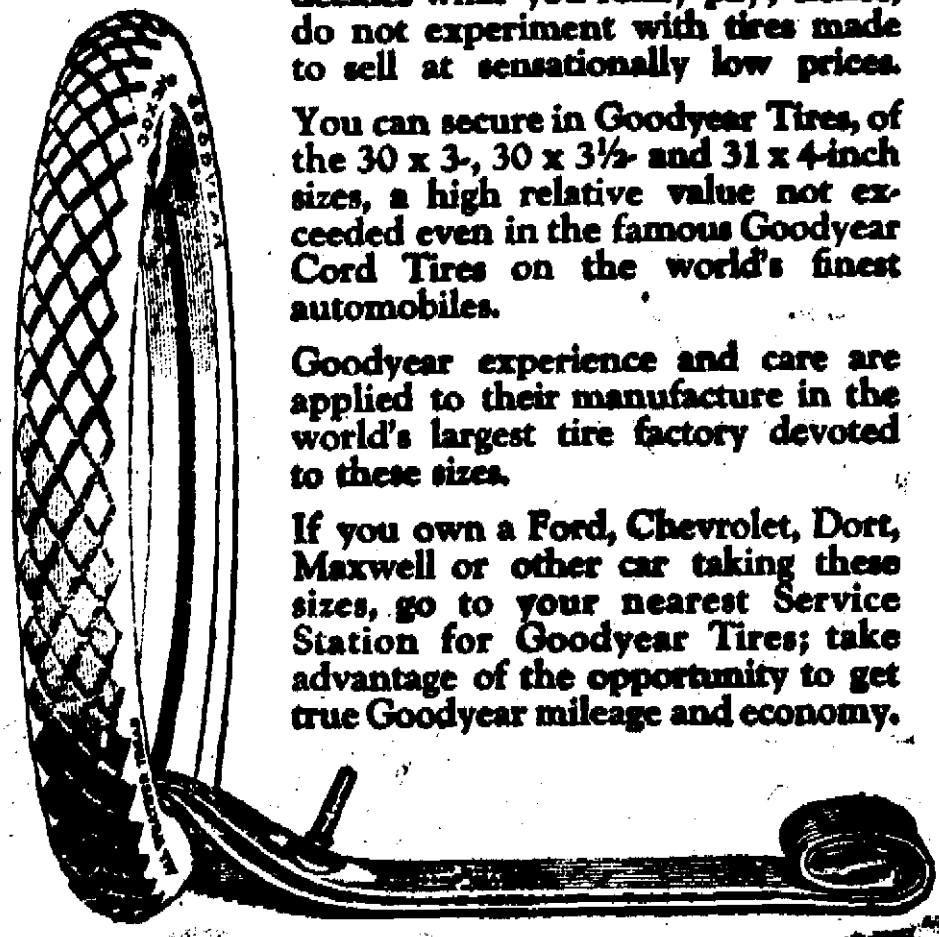 do not experiment with tires made
to sell at sensationally low prices.
You can secure in Goodyear Tires, of
the 30 x 3-, 30 x 3½- and 31 x 4-inch
sizes, a high relative value not ex-
ceeded even in the famous Goodyear
Cord Tires on the world's finest
automobiles.
Goodyear experience and care are
applied to their manufacture in the
world's largest tire factory devoted
to these sizes.
If you own a Ford, Chevrolet, Dort,
Maxwell or other car taking these
sizes, go to your nearest Service
Station for Goodyear Tires; take
advantage of the opportunity to get
true Goodyear mileage and economy.
GOODYEAR